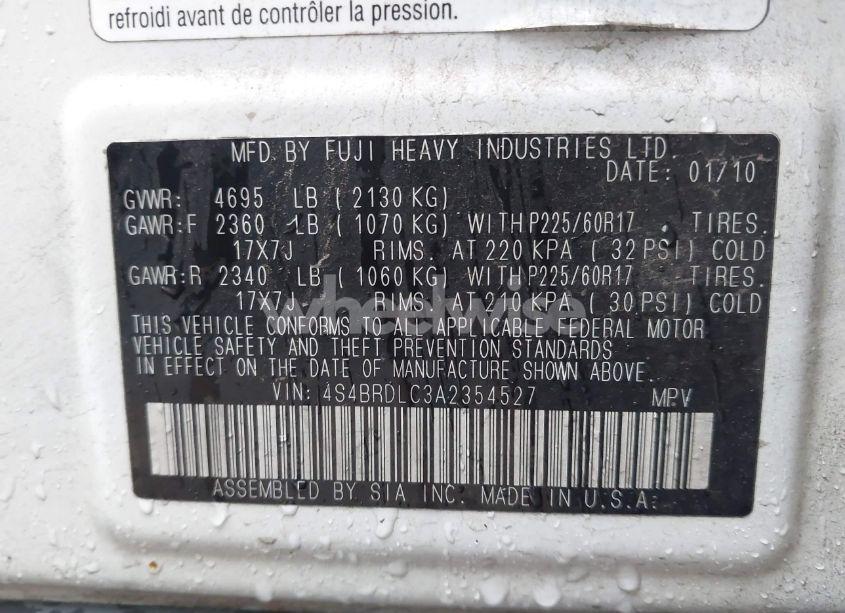 refroidi avant de contrôler la pression.
MFD. BY FUJI HEAVY INDUSTRIES LTD.
DATE: 01/10
GVWR: 4695 LB ( 2130 KG)
GAWR:F 2360 LB ( 1070 KG) WITH P225/60R17 . TIRES.
17X7J RIMS. AT 220 KPA ( 32 PSI) COLD
GAWR:R 2340 LB ( 1060 KG) WITH P225/60R17 TIRES.
17X7J RIMS. AT 210 KPA ( 30 PSI) COLD
wheelwise
THIS VEHICLE CONFORMS TO ALL APPLICABLE FEDERAL MOTOR
VEHICLE SAFETY AND THEFT PREVENTION STANDARDS
IN EFFECT ON THE DATE OF MANUFACTURE SHOWN ABOVE.
VIN: 4S4BRDLC3A2354527 MPV
ASSEMBLED BY SIA INC. MADE IN U.S.A.